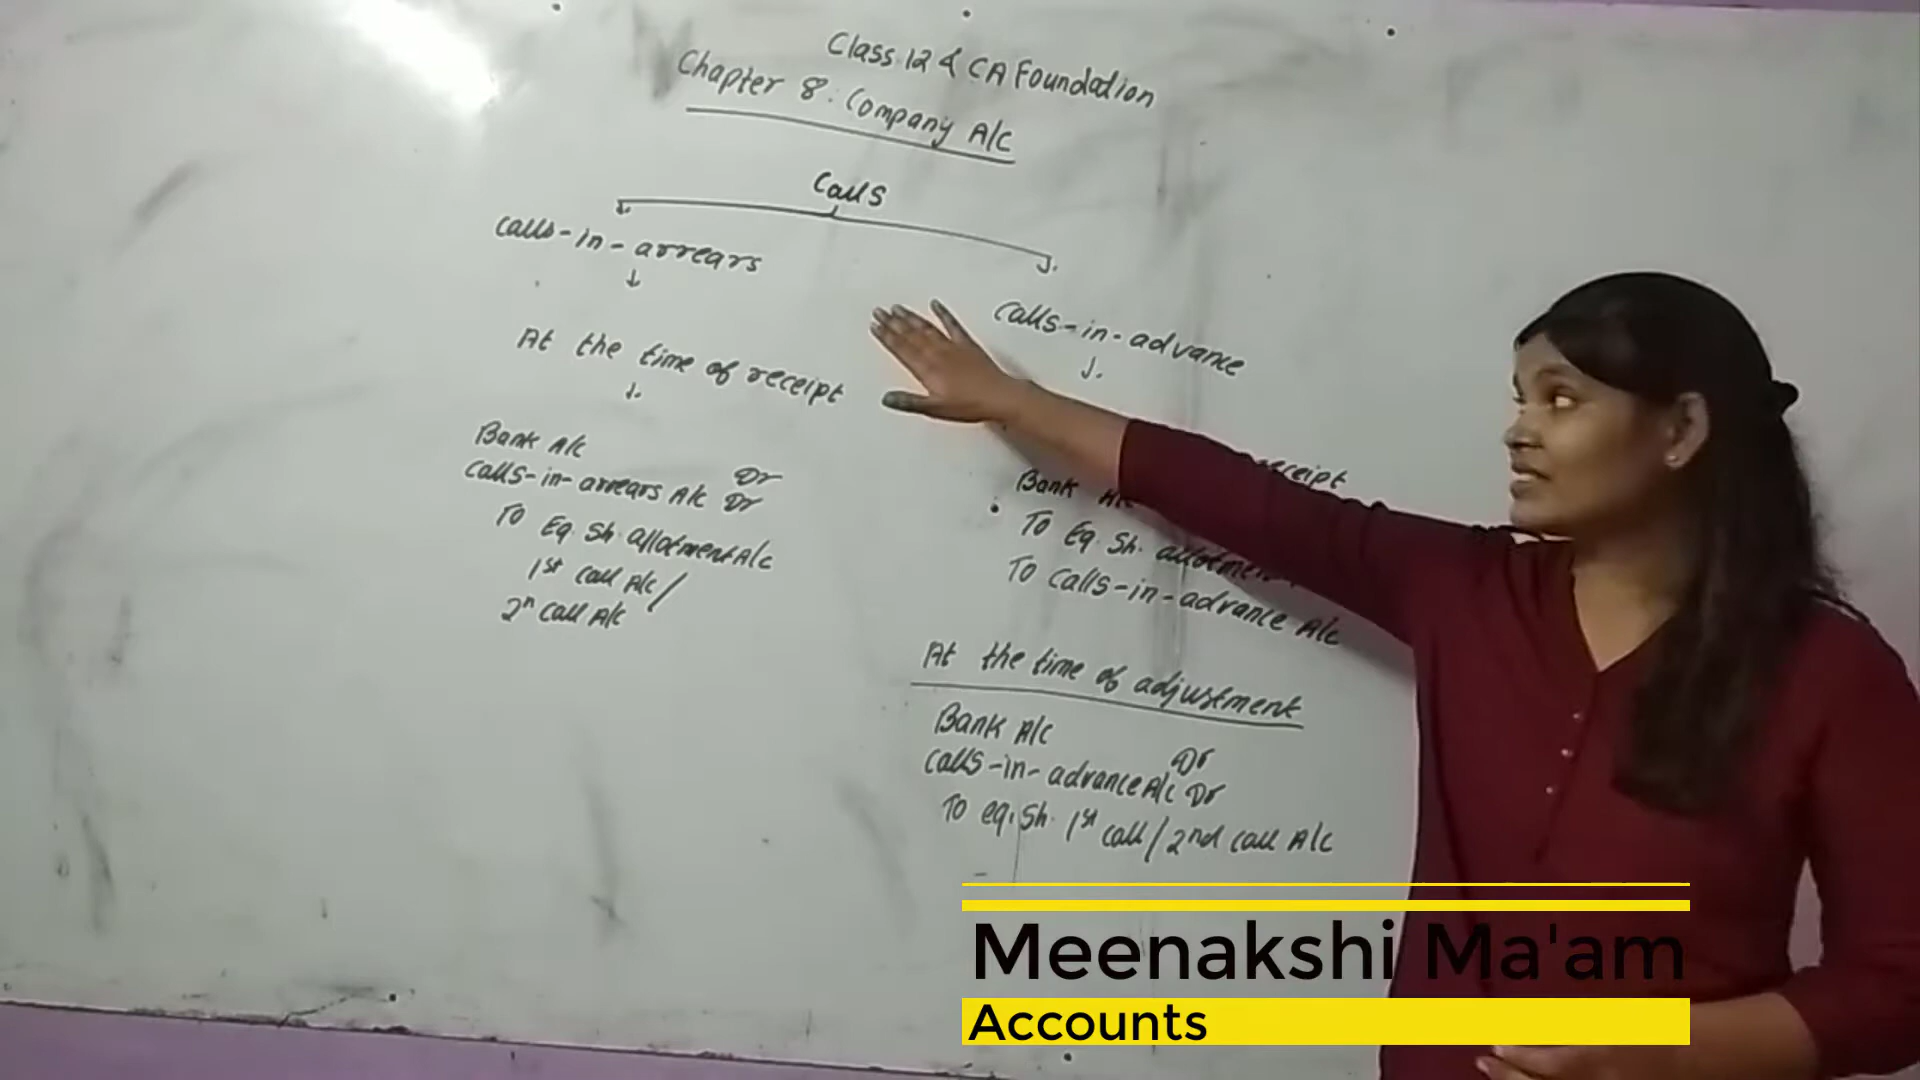 Class 12 & CA Foundation
Chapter 8: Company A/c
Calls
Calls-in-arrears
At the time of receipt
Bank A/c Dr
Calls-in-arrears A/c Dr
To Eq. Sh. allotment A/c
1st call A/c/
2n call A/c
Calls-in-advance
receipt
Bank A/c
To Eq. Sh. allotment
To Calls-in-advance A/c
At the time of adjustment
Bank A/c Dr
Calls-in-advance A/c Dr
To eq. Sh. 1st call/2nd call A/c
Meenakshi Ma'am
Accounts